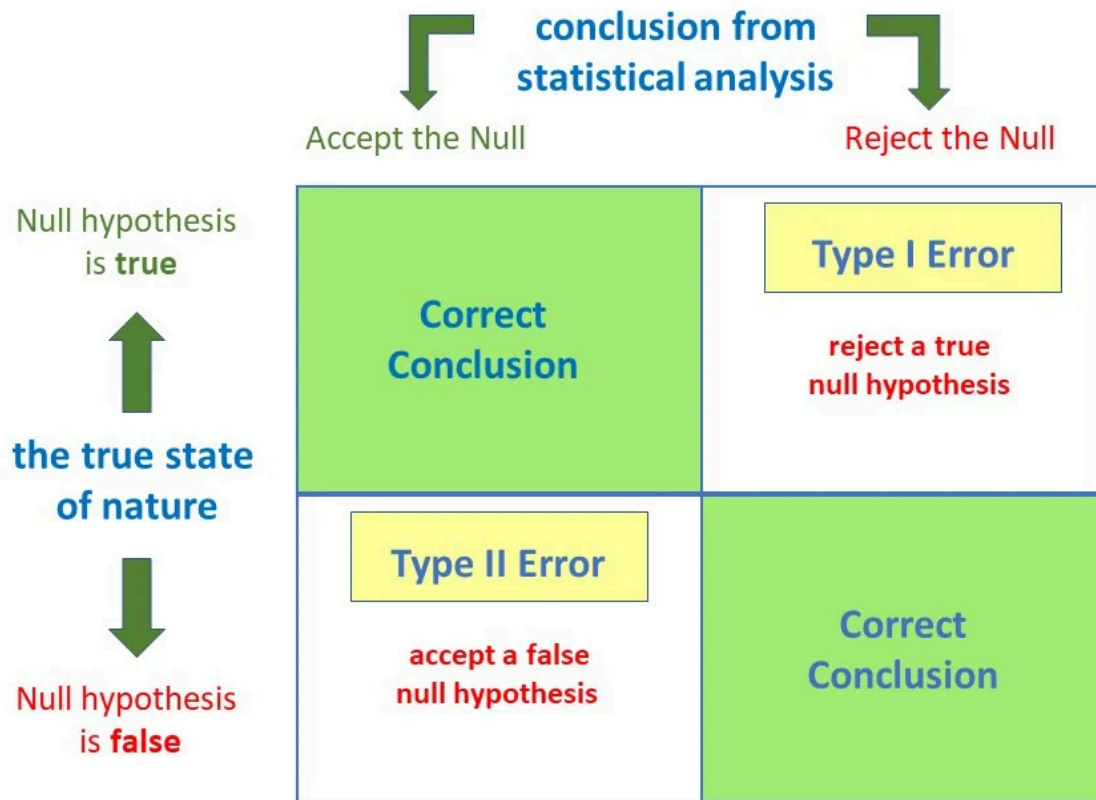 conclusion from
statistical analysis
Accept the Null
Reject the Null
Null hypothesis
is true
Type I Error
Correct
Conclusion
reject a true
null hypothesis
the true state
of nature
Type II Error
accept a false
null hypothesis
Correct
Conclusion
Null hypothesis
is false